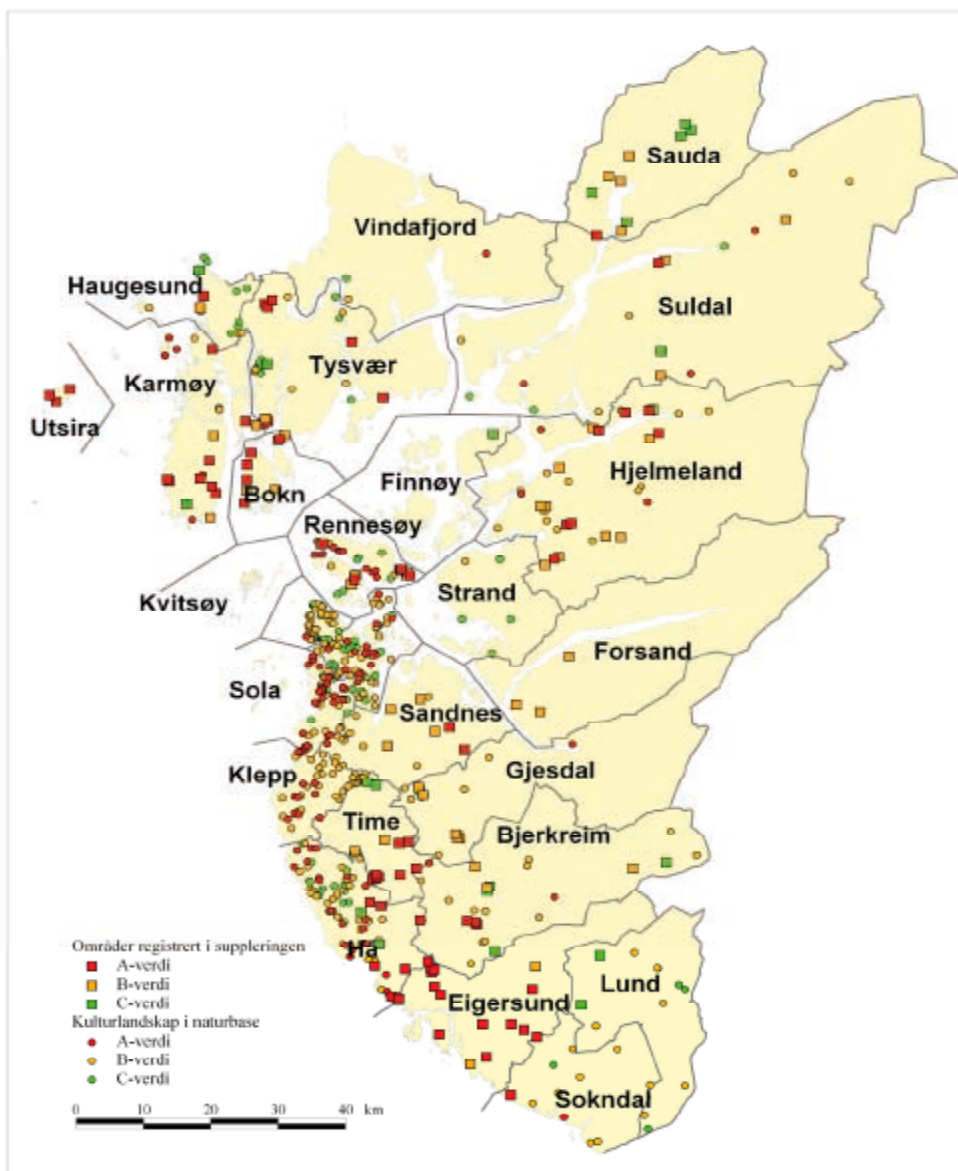 Sauda
Vindafjord
Haugesund
Suldal
Tysvær
Karmøy
Utsira
Hjelmeland
Finnøy
Bokn
Rennesøy
Strand
Kvitsøy
Forsand
Sola
Sandnes
Gjesdal
Klepp
Time
Bjerkreim
Hå
Områder registrert i suppleringen
A-verdi
B-verdi
C-verdi
Kulturlandskap i naturbase
A-verdi
B-verdi
C-verdi
Lund
Eigersund
Sokndal
0 10 20 30 40 km